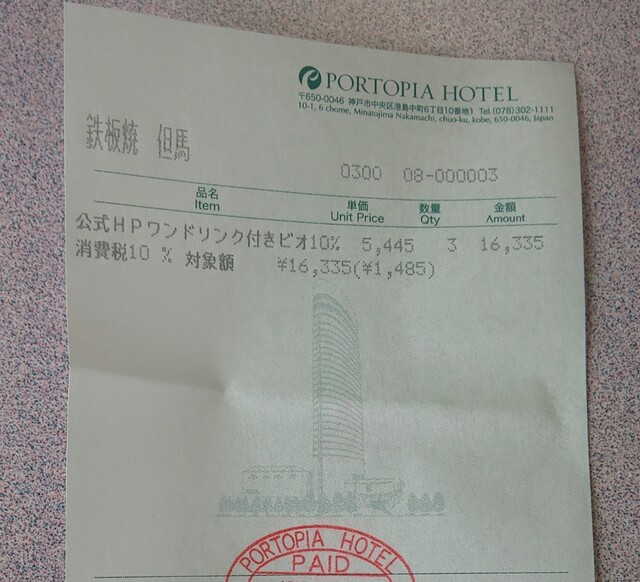 PORTOPIA HOTEL
〒650-0046 神戸市中央区港島中町6丁目10番地1 Tel.(078)302-1111
10-1, 6 chome, Minatojima Nakamachi, chuo-ku, kobe, 650-0046, Japan
鉄板焼 但馬
0300 08-000003
品名 単価 数量 金額
Item Unit Price Qty Amount
公式HPワンドリンク付きビオ10% 5,445 3 16,335
消費税10 % 対象額 ¥16,335(¥1,485)
PORTOPIA HOTEL
PAID